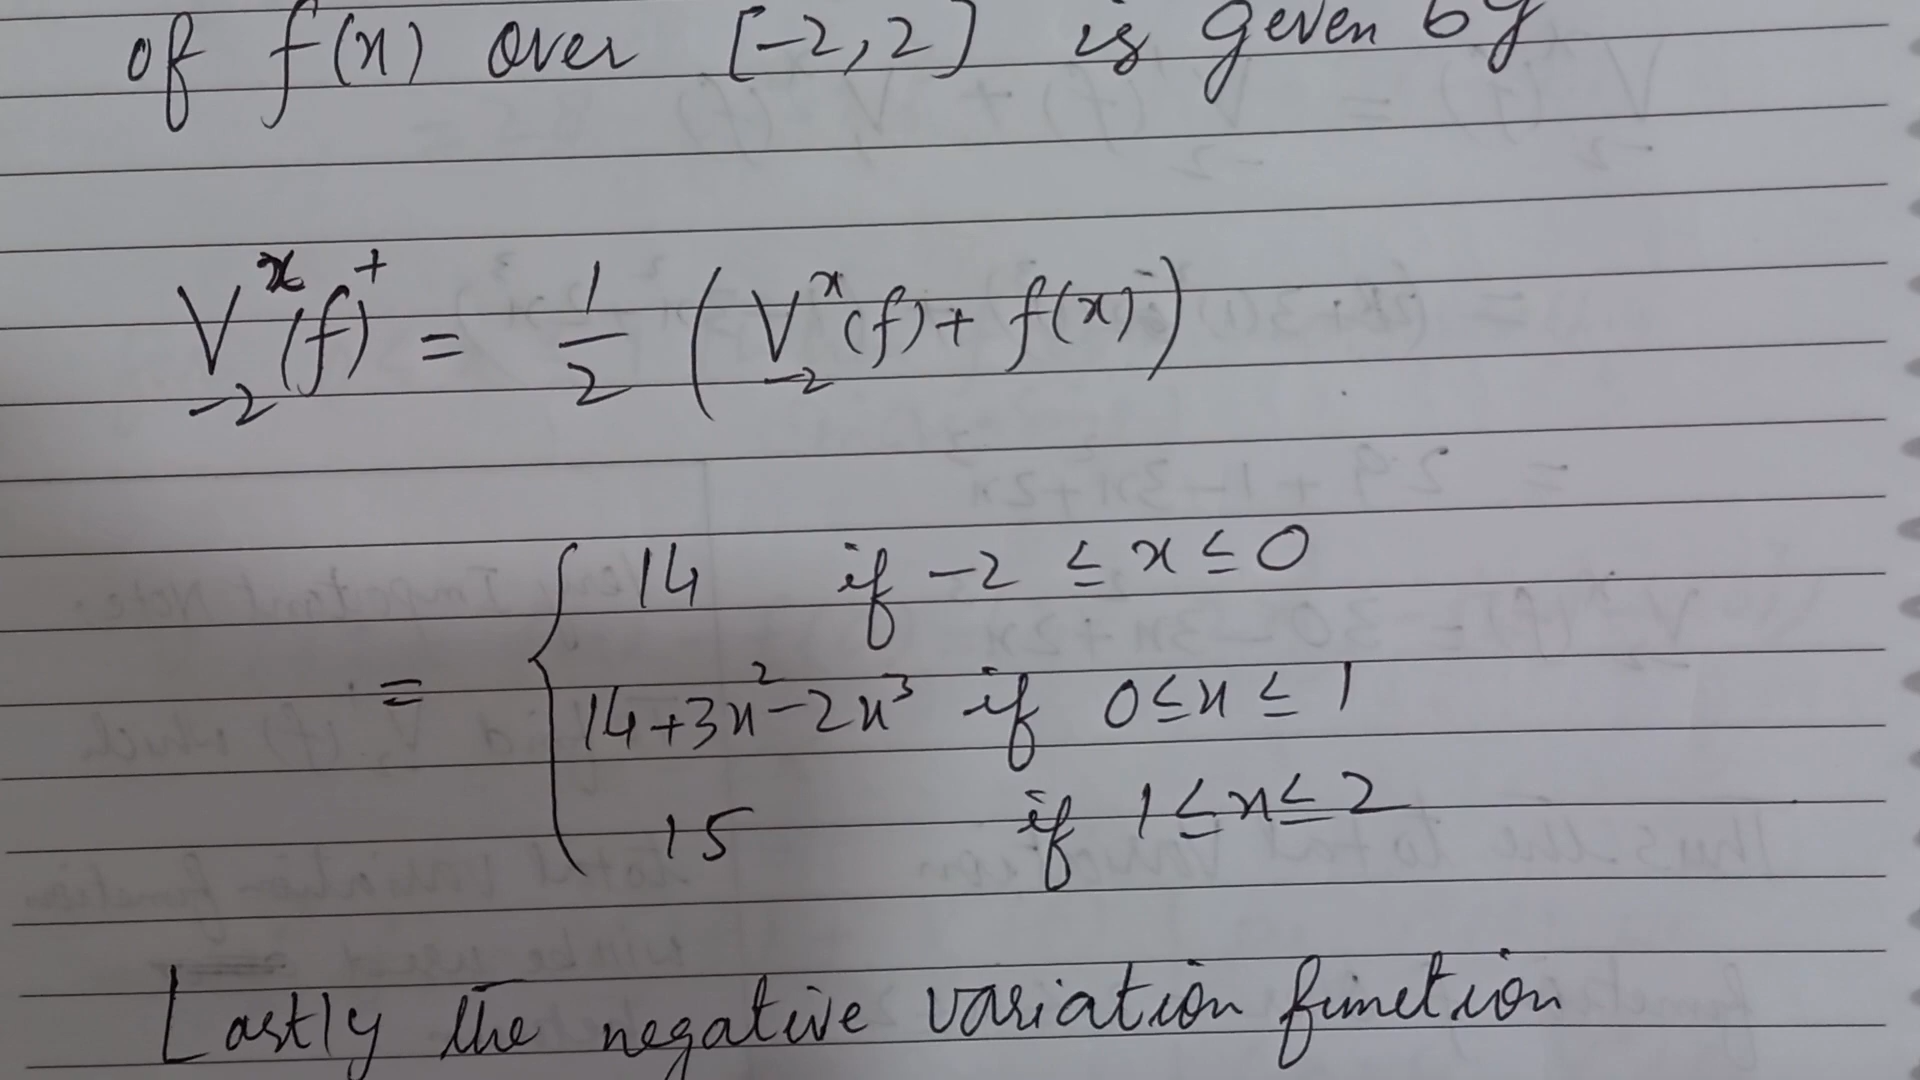 of f(x) over [-2,2] is geven by
V_{-2}^{x}(f)^{+} = 1/2 (V_{-2}^{x}(f) + f(x))
= { 14 if -2 ≤ x ≤ 0
14+3x²-2x³ if 0≤x≤1
15 if 1≤x≤2
Lastly the negative variation function